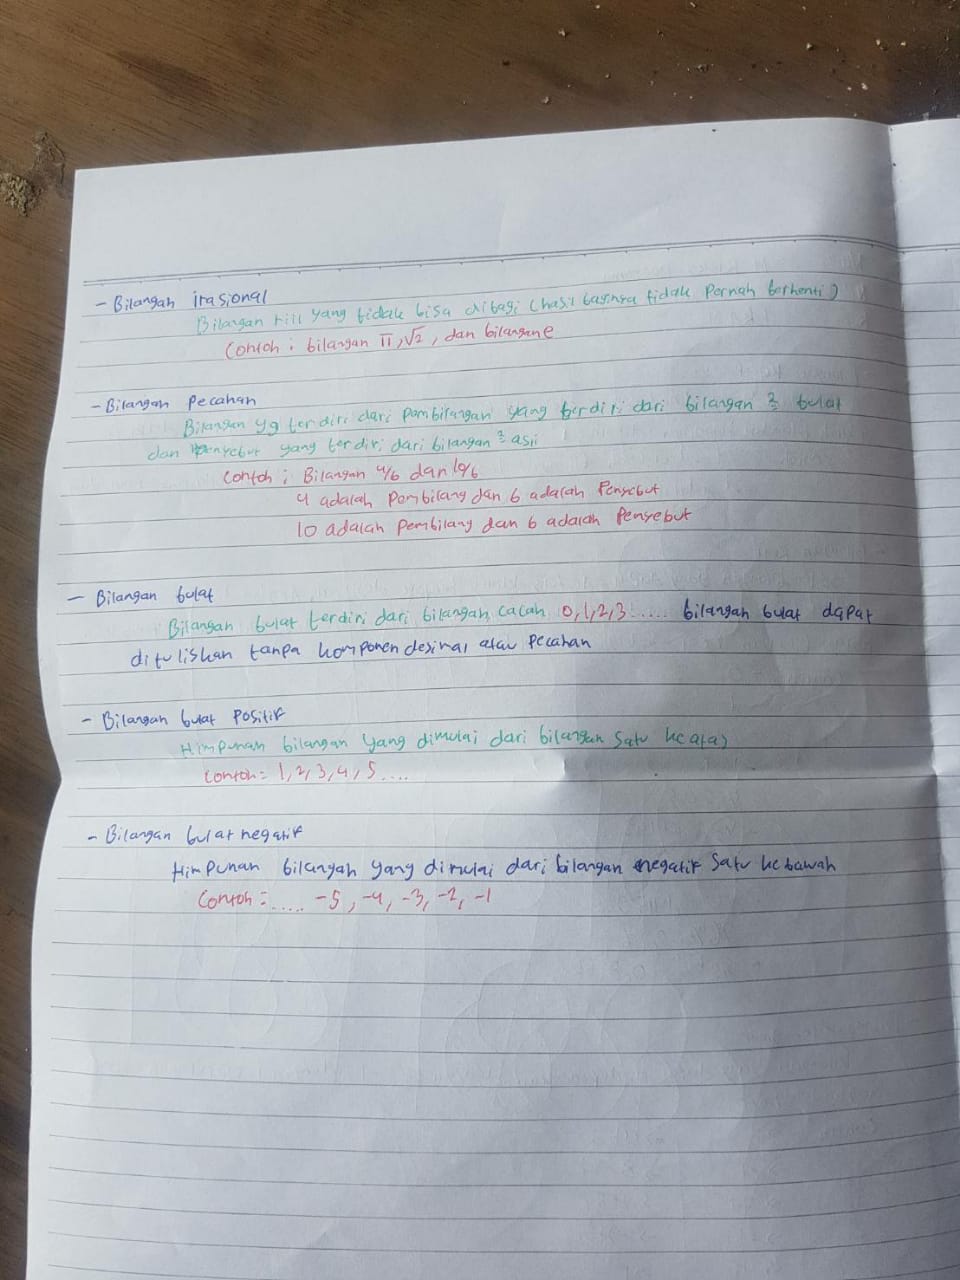 - Bilangan irasional
Bilangan rill yang tidak bisa dibagi (hasil baginya tidak Pernah berhenti)
Contoh : bilangan π, √2, dan bilangan e
- Bilangan Pecahan
Bilangan yg terdiri dari pembilangan yang terdiri dari bilangan 2 bulat
dan Penyebut yang terdiri dari bilangan 2 asli
Contoh : Bilangan 4/6 dan 10/6
4 adalah Pembilang dan 6 adalah Penyebut
10 adalah Pembilang dan 6 adalah Penyebut
- Bilangan bulat
Bilangan bulat terdiri dari bilangan cacah 0,1,2,3 ..... bilangan bulat dapat
dituliskan tanpa komponen desimal atau Pecahan
- Bilangan bulat Positif
Himpunan bilangan yang dimulai dari bilangan satu keatas
Contoh = 1, 2, 3, 4, 5 ....
- Bilangan bulat negatif
Himpunan bilangan yang dimulai dari bilangan negatif satu kebawah
Contoh = ..... -5, -4, -3, -2, -1